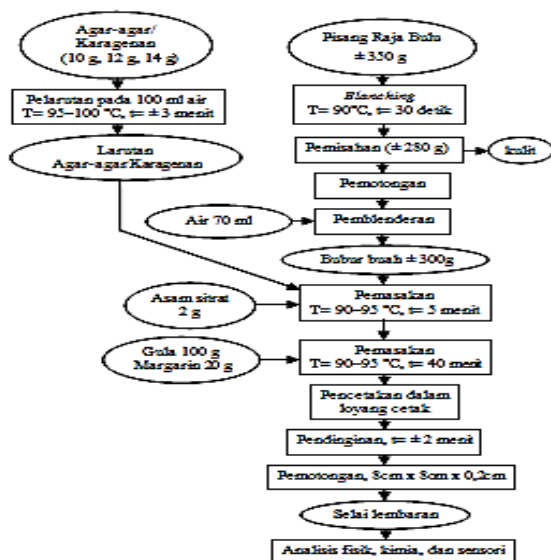 Agar-agar/
Karagenan
(10 g, 12 g, 14 g)
Pelarutan pada 100 ml air
T= 95–100 °C, t= ±3 menit
Larutan
Agar-agar Karagenan
Pisang Raja Bulu
±350 g
Blanching
T= 90°C, t= 30 detik
Pemisahan (±280 g)
kulit
Pemotongan
Air 70 ml
Pemblenderan
Bubur buah ± 300g
Asam sitrat
2 g
Pemasakan
T= 90–95 °C, t= 5 menit
Gula 100 g
Margarin 20 g
Pemasakan
T= 90–95 °C, t= 40 menit
Pencetakan dalam
loyang cetak
Pendinginan, t= ±2 menit
Pemotongan, 8cm x 8cm x 0,2cm
Selai lembaran
Analisis fisik, kimia, dan sensori